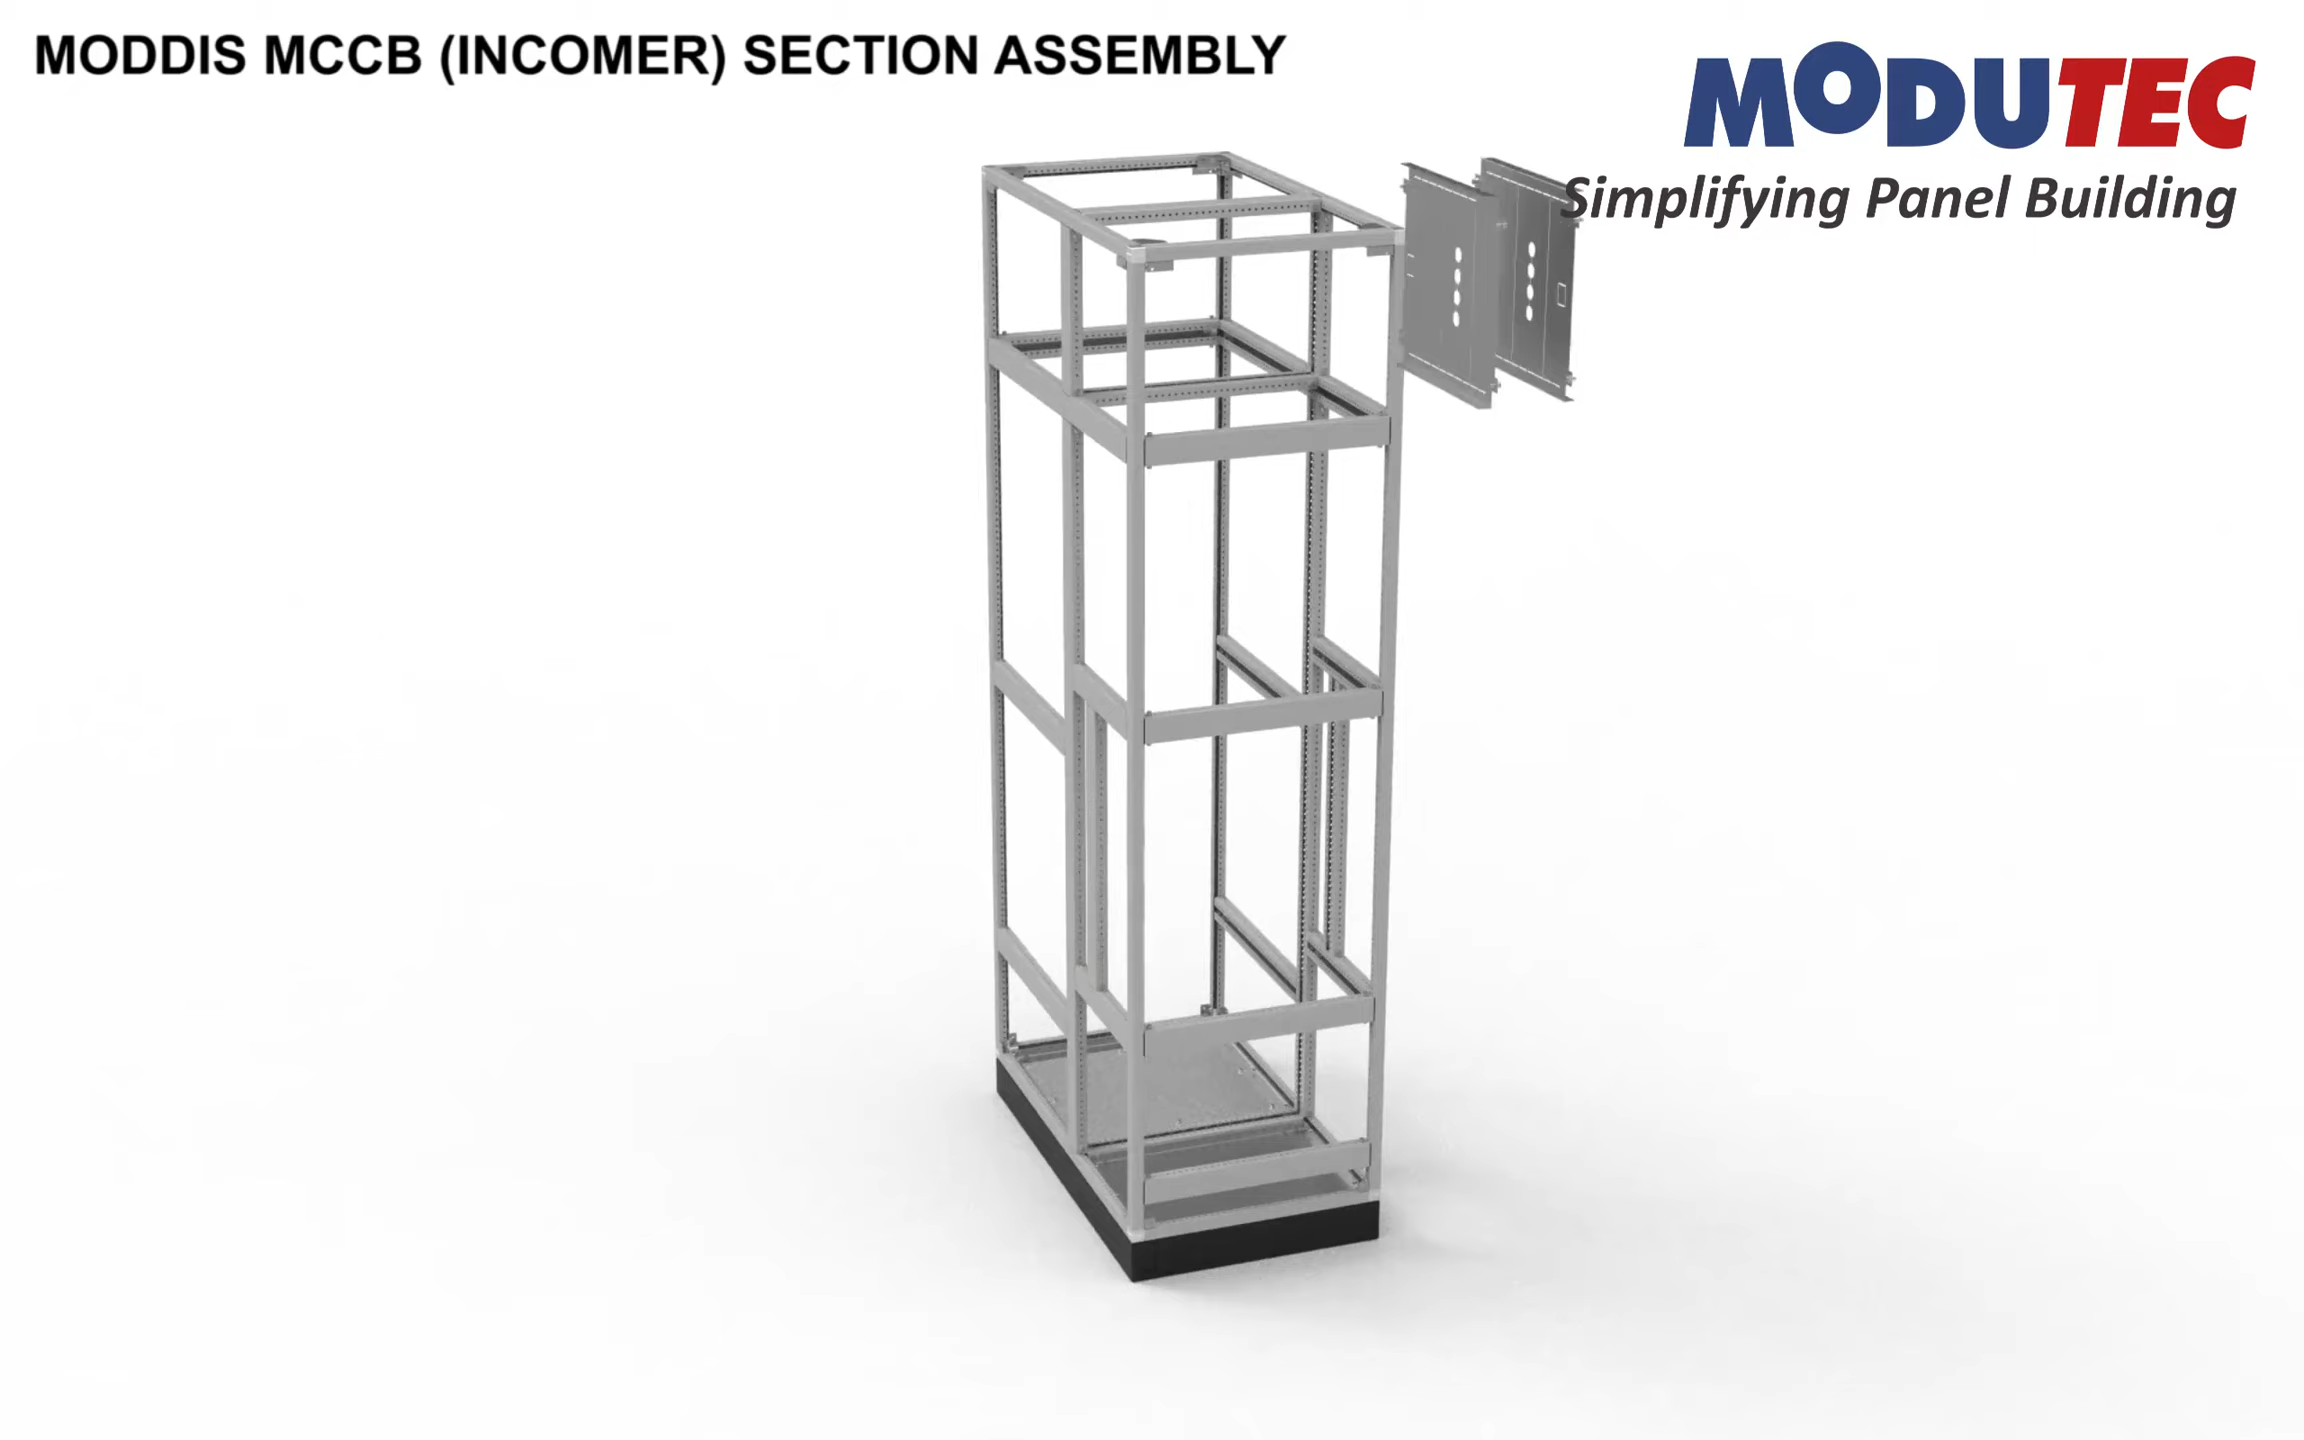 MODDIS MCCB (INCOMER) SECTION ASSEMBLY
MODUTEC
Simplifying Panel Building